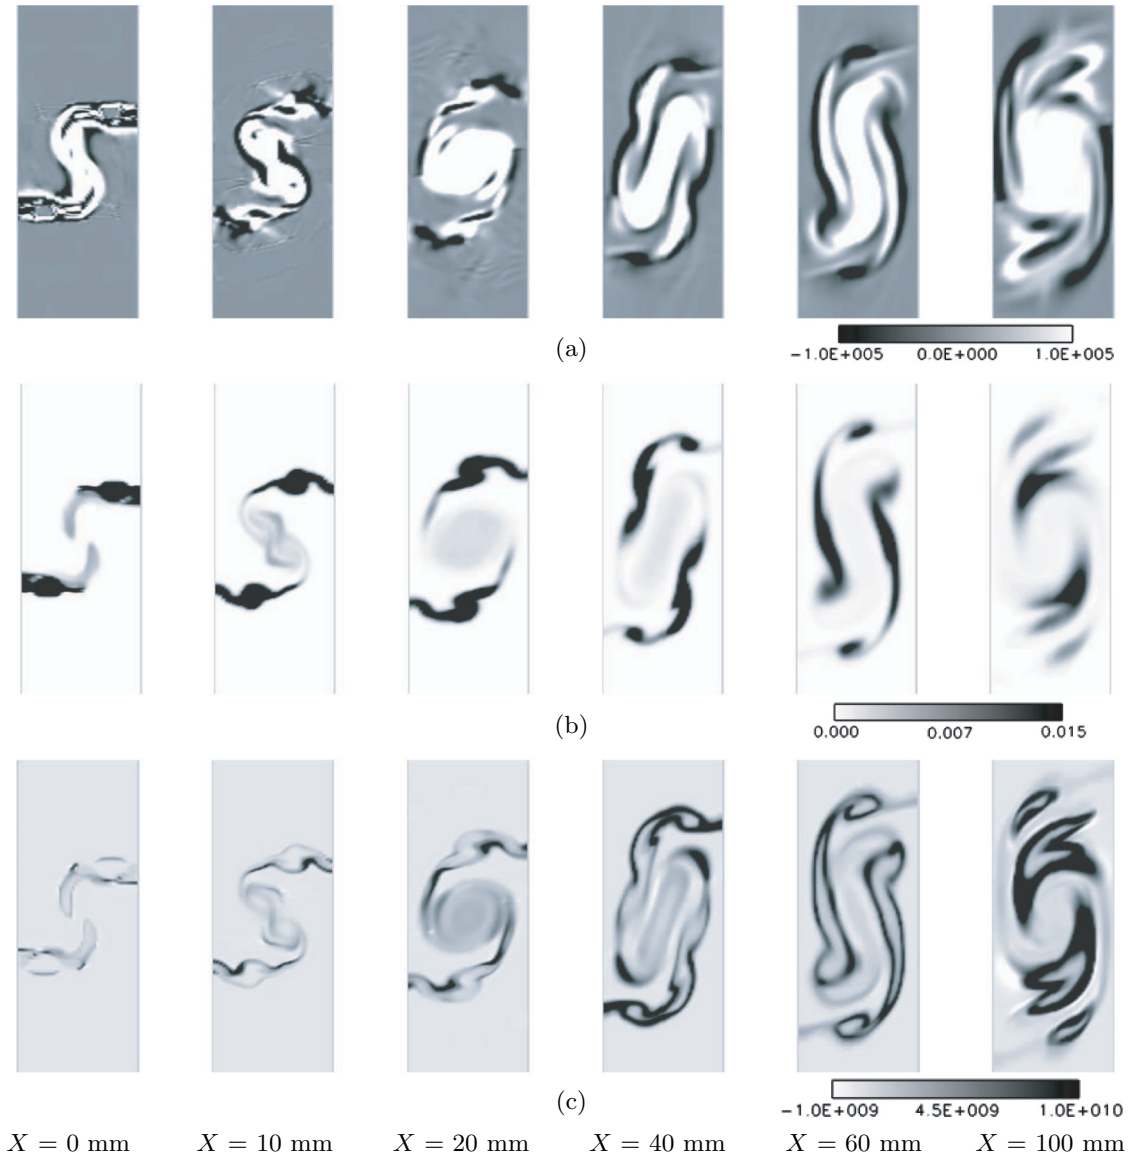 (a)
-1.0E+005 0.0E+000 1.0E+005
(b)
0.000 0.007 0.015
(c)
-1.0E+009 4.5E+009 1.0E+010
X = 0 mm X = 10 mm X = 20 mm X = 40 mm X = 60 mm X = 100 mm